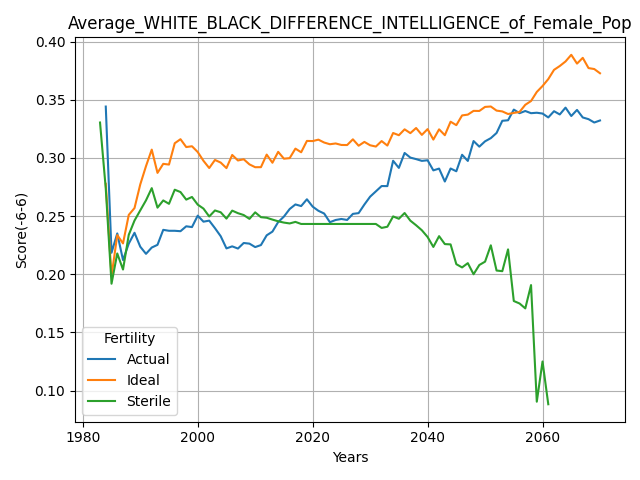 Average_WHITE_BLACK_DIFFERENCE_INTELLIGENCE_of_Female_Pop
0.40
0.35
0.30
0.25
0.20
0.15
0.10
Score(-6-6)
Fertility
Actual
Ideal
Sterile
1980
2000
2020
2040
2060
Years